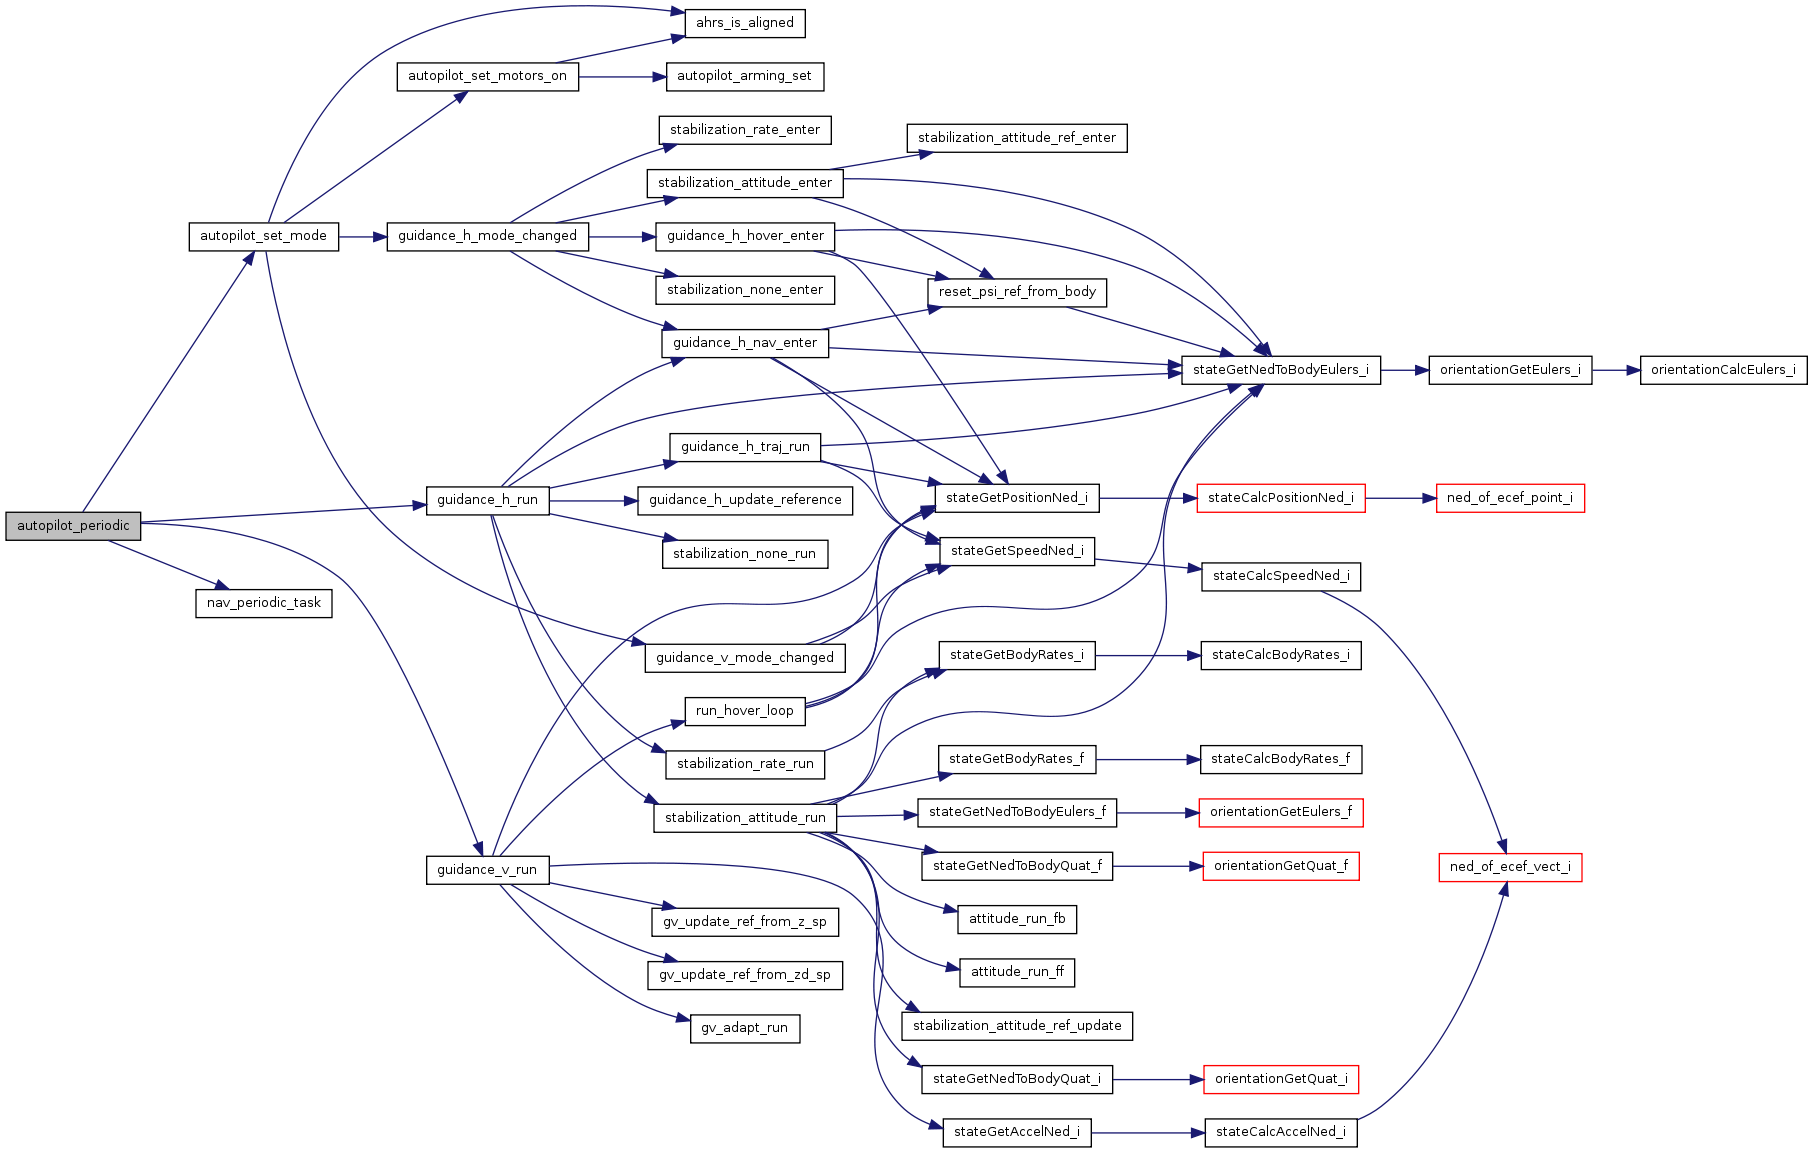 ahrs_is_aligned
autopilot_set_motors_on
autopilot_arming_set
stabilization_rate_enter
stabilization_attitude_ref_enter
stabilization_attitude_enter
autopilot_set_mode
guidance_h_mode_changed
guidance_h_hover_enter
stabilization_none_enter
reset_psi_ref_from_body
guidance_h_nav_enter
stateGetNedToBodyEulers_i
orientationGetEulers_i
orientationCalcEulers_i
guidance_h_traj_run
guidance_h_run
guidance_h_update_reference
stateGetPositionNed_i
stateCalcPositionNed_i
ned_of_ecef_point_i
autopilot_periodic
stabilization_none_run
stateGetSpeedNed_i
stateCalcSpeedNed_i
nav_periodic_task
guidance_v_mode_changed
stateGetBodyRates_i
stateCalcBodyRates_i
run_hover_loop
stabilization_rate_run
stateGetBodyRates_f
stateCalcBodyRates_f
stabilization_attitude_run
stateGetNedToBodyEulers_f
orientationGetEulers_f
guidance_v_run
stateGetNedToBodyQuat_f
orientationGetQuat_f
ned_of_ecef_vect_i
gv_update_ref_from_z_sp
attitude_run_fb
gv_update_ref_from_zd_sp
attitude_run_ff
gv_adapt_run
stabilization_attitude_ref_update
stateGetNedToBodyQuat_i
orientationGetQuat_i
stateGetAccelNed_i
stateCalcAccelNed_i